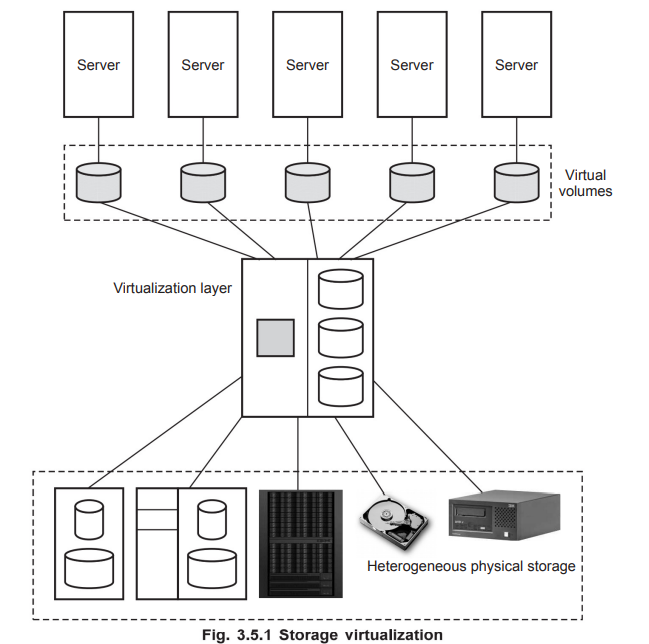 Server Server Server Server Server
Virtual
volumes
Virtualization layer
Heterogeneous physical storage
Fig. 3.5.1 Storage virtualization